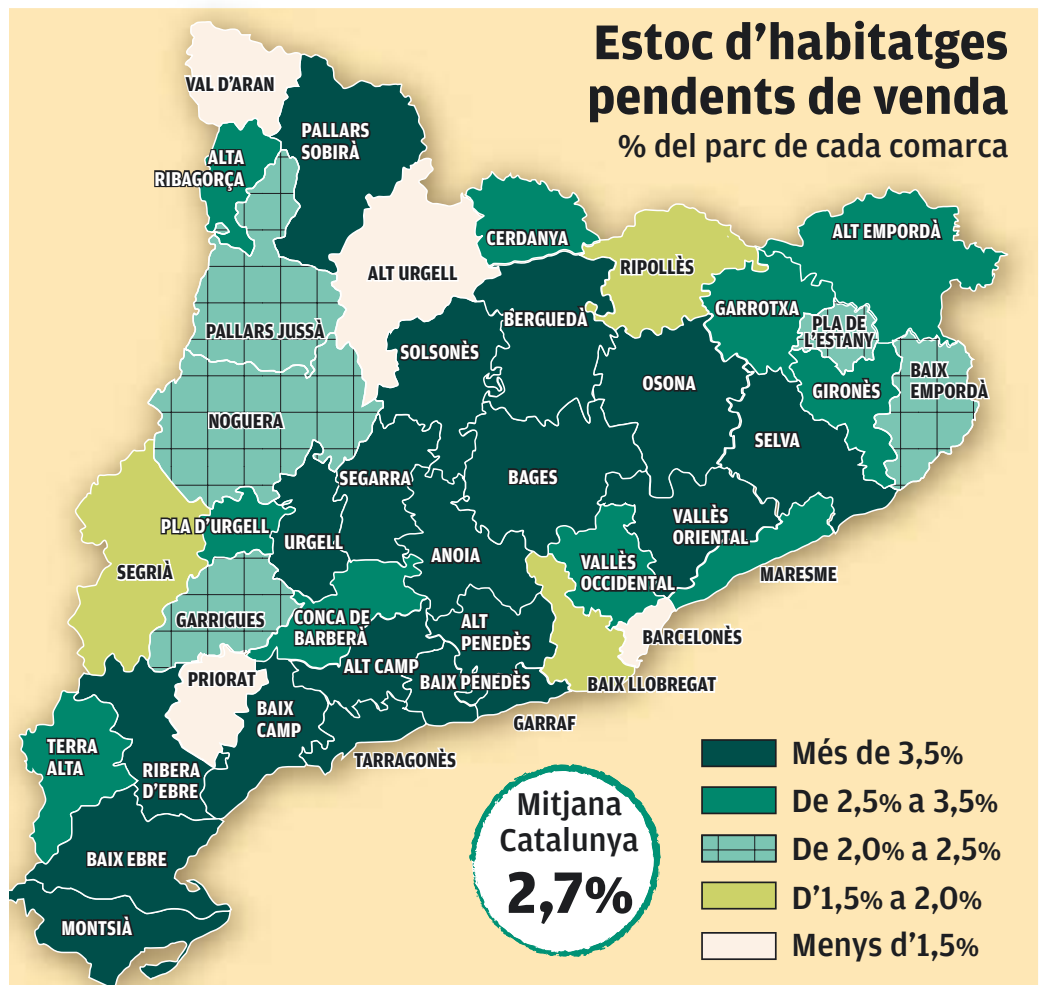 Estoc d'habitatges
pendents de venda
% del parc de cada comarca
VAL D'ARAN
PALLARS
SOBIRÀ
ALTA
RIBAGORÇA
CERDANYA
ALT EMPORDÀ
ALT URGELL
RIPOLLÈS
GARROTXA
BERGUEDÀ
PLA DE
L'ESTANY
PALLARS JUSSÀ
SOLSONÈS
OSONA
GIRONÈS
BAIX
EMPORDÀ
NOGUERA
SELVA
SEGARRA
BAGES
PLA D'URGELL
URGELL
VALLÈS
ORIENTAL
ANOIA
SEGRIÀ
VALLÈS
OCCIDENTAL
MARESME
GARRIGUES
CONCA DE
BARBERÀ
ALT
PENEDÈS
BARCELONÈS
ALT CAMP
PRIORAT
BAIX PENEDÈS
BAIX LLOBREGAT
BAIX
CAMP
GARRAF
TERRA
ALTA
TARRAGONÈS
RIBERA
D'EBRE
BAIX EBRE
MONTSIÀ
Mitjana
Catalunya
2,7%
Més de 3,5%
De 2,5% a 3,5%
De 2,0% a 2,5%
D'1,5% a 2,0%
Menys d'1,5%